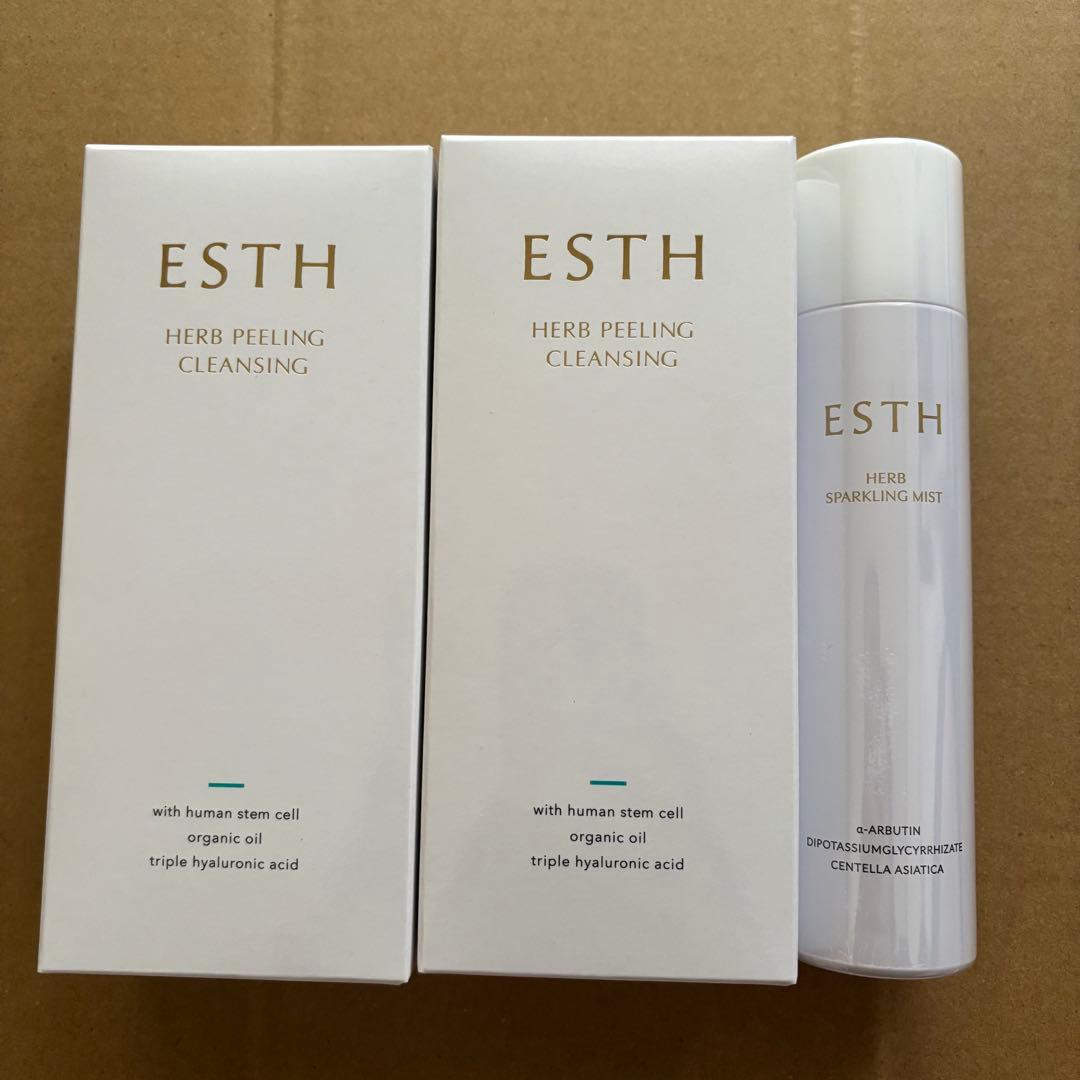 ESTH
HERB PEELING
CLEANSING
with human stem cell
organic oil
triple hyaluronic acid
ESTH
HERB PEELING
CLEANSING
with human stem cell
organic oil
triple hyaluronic acid
ESTH
HERB
SPARKLING MIST
α-ARBUTIN
DIPOTASSIUMGLYCYRRHIZATE
CENTELLA ASIATICA